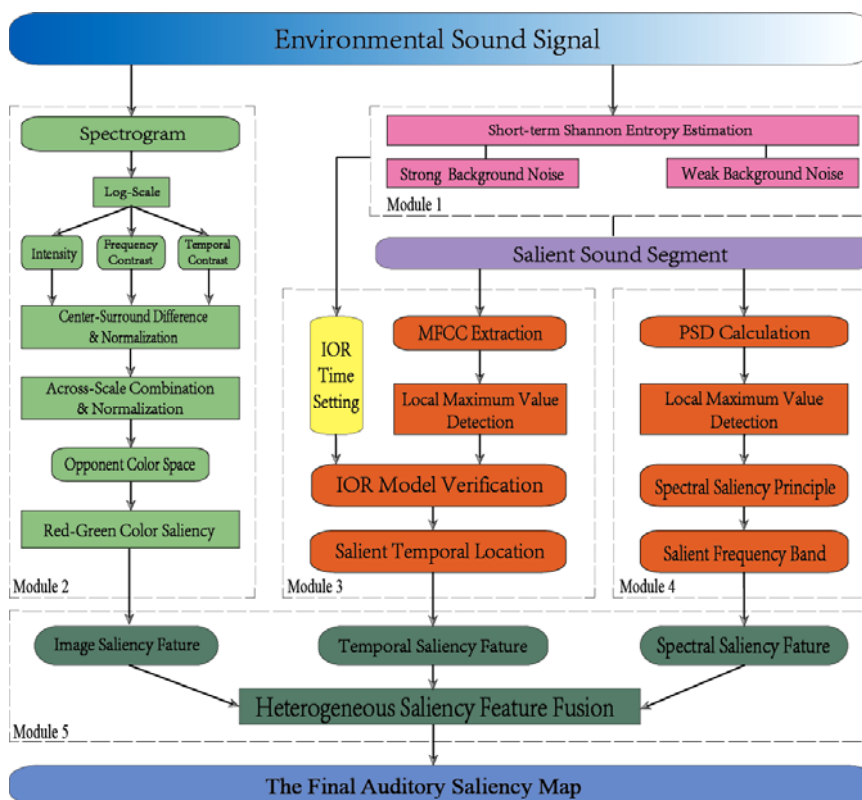 Environmental Sound Signal
Spectrogram
Log-Scale
Intensity
Frequency
Contrast
Temporal
Contrast
Center-Surround Difference
& Normalization
Across-Scale Combination
& Normalization
Opponent Color Space
Red-Green Color Saliency
Module 2
Short-term Shannon Entropy Estimation
Strong Background Noise
Weak Background Noise
Module 1
Salient Sound Segment
IOR
Time
Setting
MFCC Extraction
Local Maximum Value
Detection
IOR Model Verification
Salient Temporal Location
Module 3
PSD Calculation
Local Maximum Value
Detection
Spectral Saliency Principle
Salient Frequency Band
Module 4
Image Saliency Fature
Temporal Saliency Fature
Spectral Saliency Fature
Heterogeneous Saliency Feature Fusion
Module 5
The Final Auditory Saliency Map